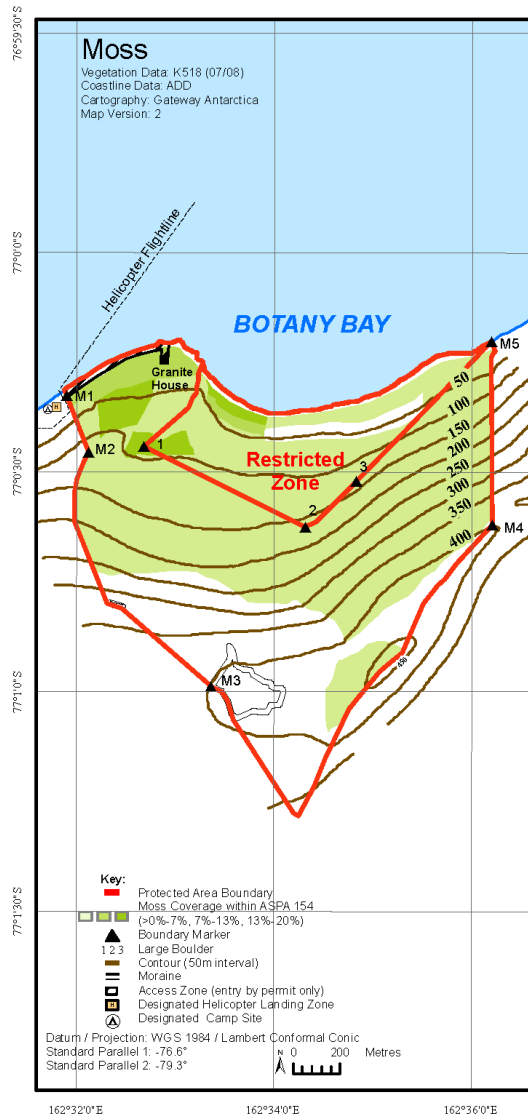 76°59'30"S
Moss
Vegetation Data: K518 (07/08)
Coastline Data: ADD
Cartography: Gateway Antarctica
Map Version: 2
77°0'0"S
Helicopter Flightline
BOTANY BAY
M5
Granite
House
50
M1
100
150
M2
1
200
77°0'30"S
Restricted
Zone
3
250
300
2
350
M4
400
450
M3
77°1'0"S
Key:
Protected Area Boundary
Moss Coverage within ASPA 154
(>0%-7%, 7%-13%, 13%-20%)
Boundary Marker
1 2 3 Large Boulder
Contour (50m interval)
Moraine
Access Zone (entry by permit only)
H Designated Helicopter Landing Zone
Designated Camp Site
77°1'30"S
Datum / Projection: WGS 1984 / Lambert Conformal Conic
Standard Parallel 1: -76.6°
Standard Parallel 2: -79.3°
N
0 200 Metres
162°32'0"E 162°34'0"E 162°36'0"E